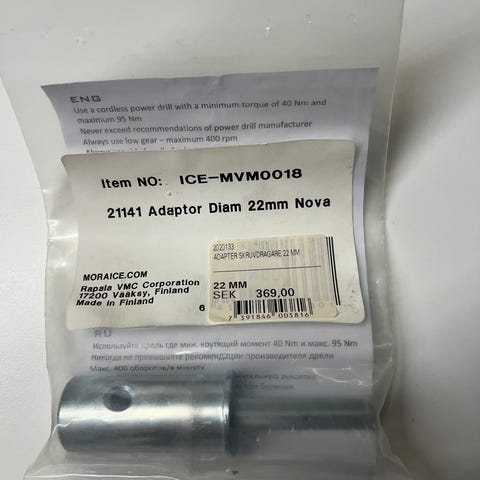 ENG
Use a cordless power drill with a minimum torque of 40 Nm and
maximum 95 Nm
Never exceed recommendations of power drill manufacturer
Always use low gear – maximum 400 rpm
Item NO: ICE-MVM0018
21141 Adaptor Diam 22mm Nova
MORAICE.COM
Rapala VMC Corporation
17200 Vääksy, Finland
Made in Finland
6
2020133
ADAPTER SKRUVDRAGARE 22 MM
22 MM
SEK 369,00
7 391846 003816
RU
Используйте дрель где мин. крутящий момент 40 Nm и макс. 95 Nm
Никогда не превышайте рекомендации производителя дрели
Макс. 400 оборотов/в минуту
рукоятку
при бурении